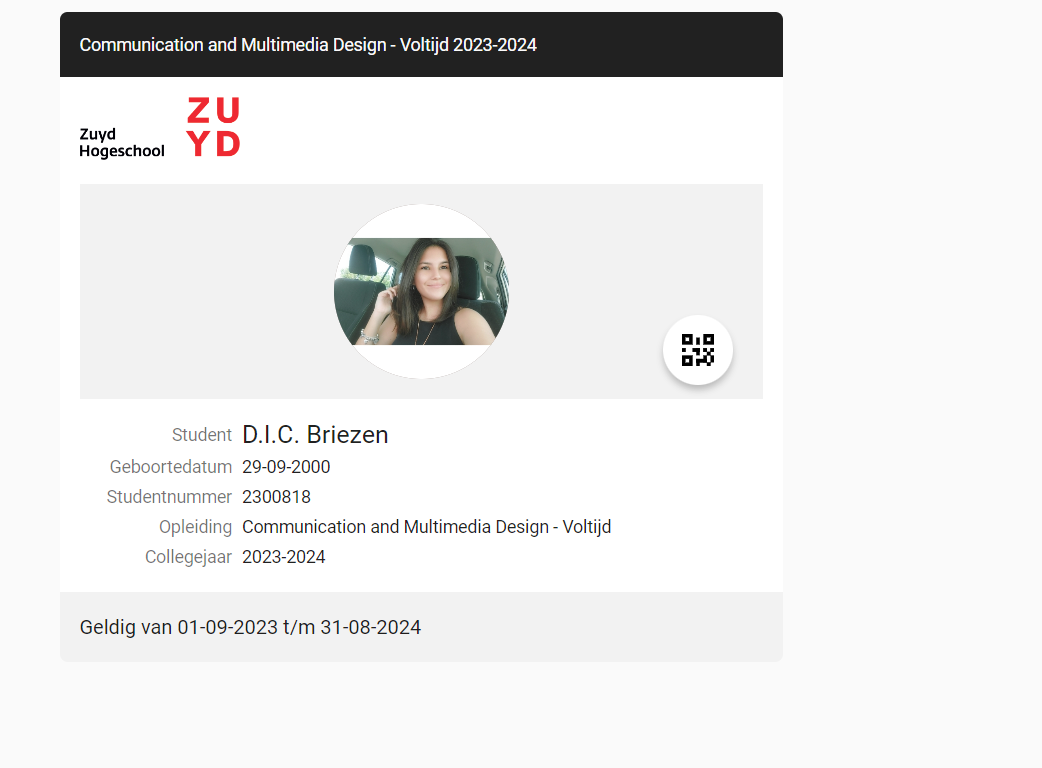 Communication and Multimedia Design - Voltijd 2023-2024
Zuyd
Hogeschool
ZU
YD
Student D.I.C. Briezen
Geboortedatum 29-09-2000
Studentnummer 2300818
Opleiding Communication and Multimedia Design - Voltijd
Collegejaar 2023-2024
Geldig van 01-09-2023 t/m 31-08-2024